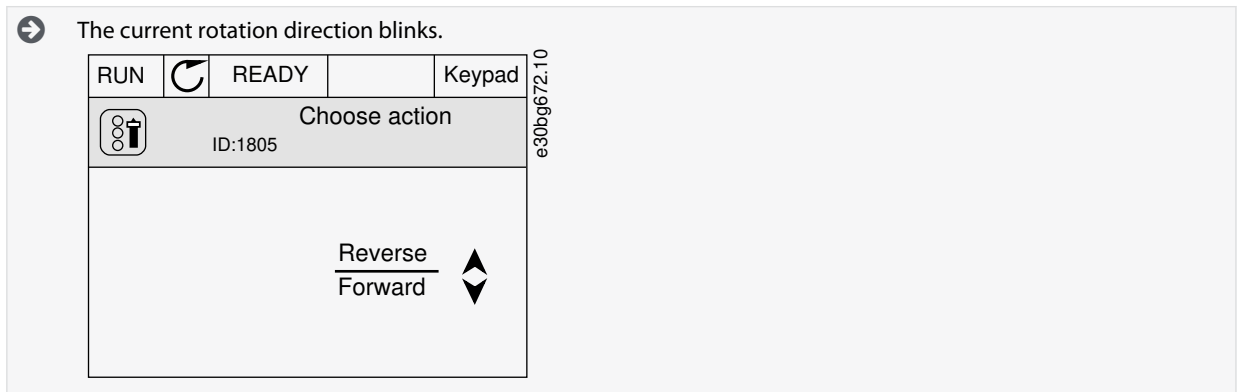 The current rotation direction blinks.
RUN READY Keypad
Choose action
ID:1805
Reverse
Forward
e30bg672.10